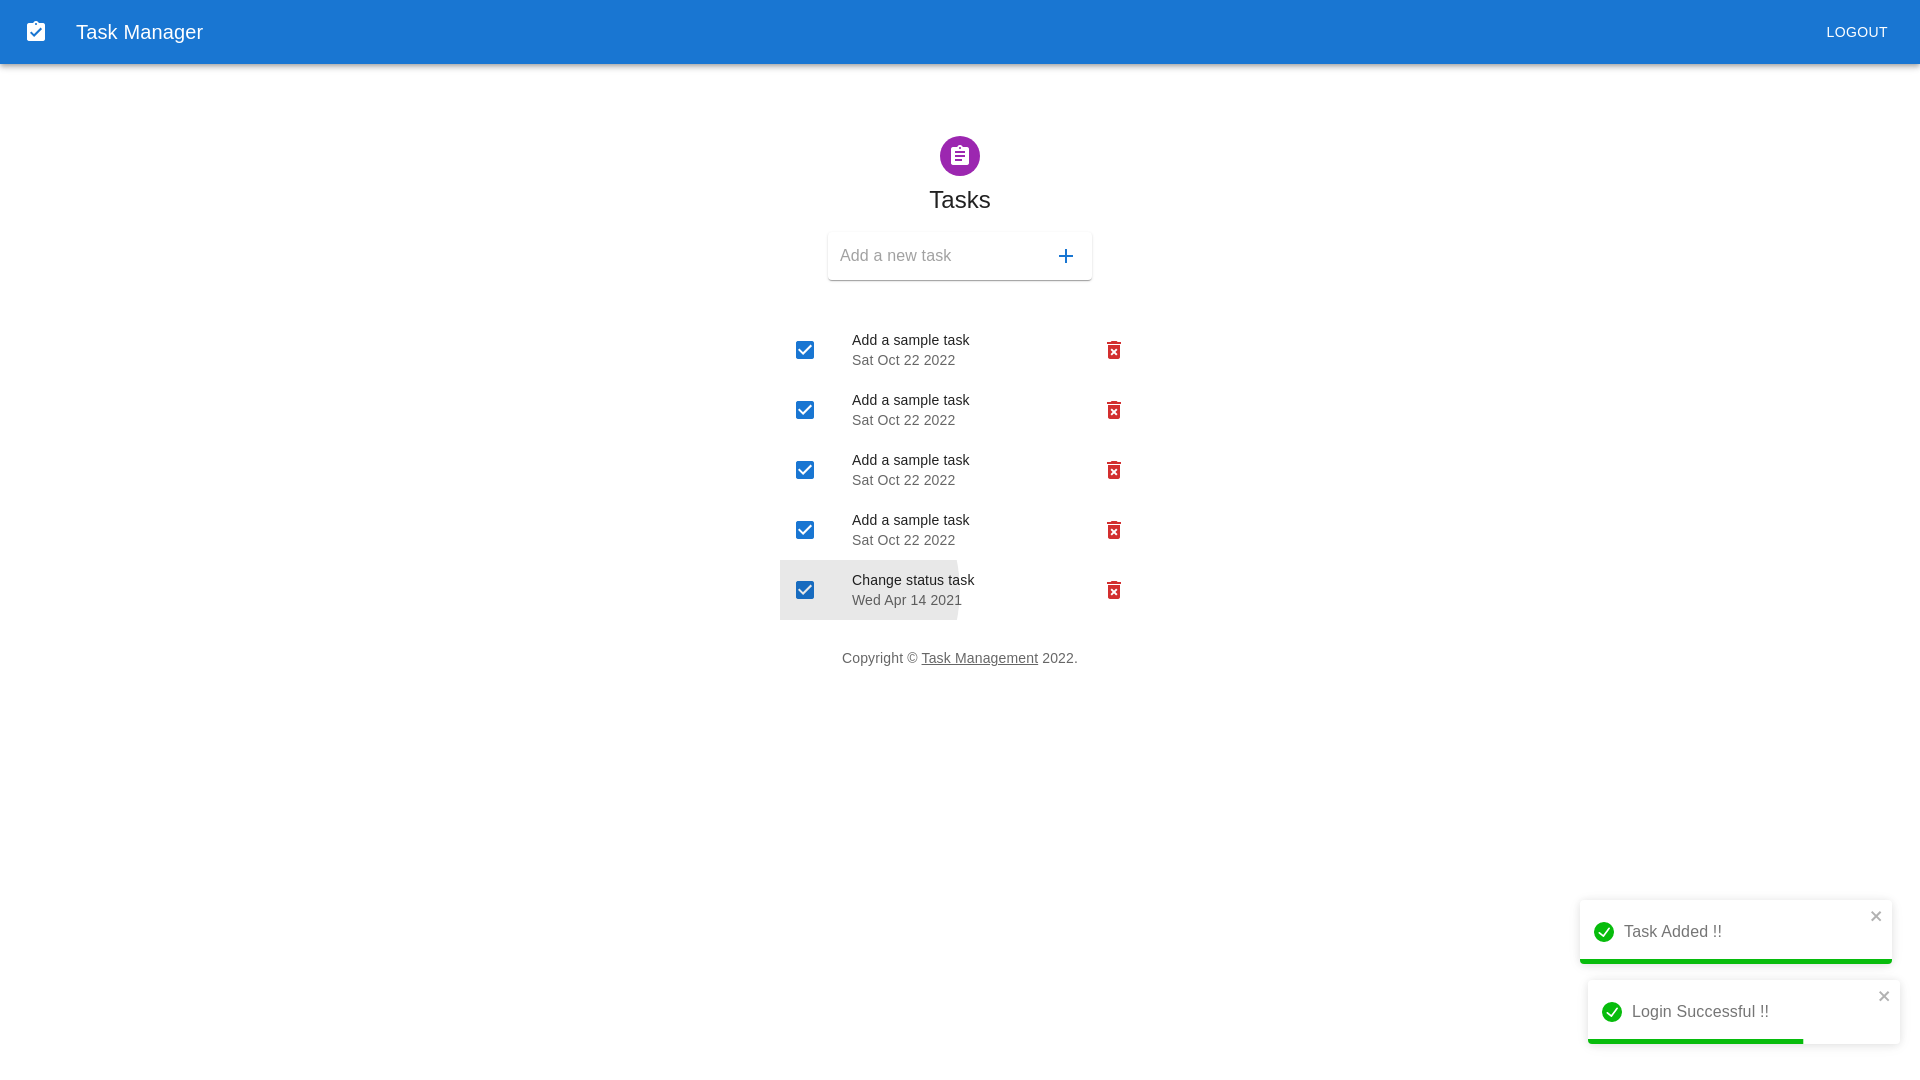 Task Manager
LOGOUT
Tasks
Add a new task
Add a sample task
Sat Oct 22 2022
Add a sample task
Sat Oct 22 2022
Add a sample task
Sat Oct 22 2022
Add a sample task
Sat Oct 22 2022
Change status task
Wed Apr 14 2021
Copyright © Task Management 2022.
Task Added !!
Login Successful !!